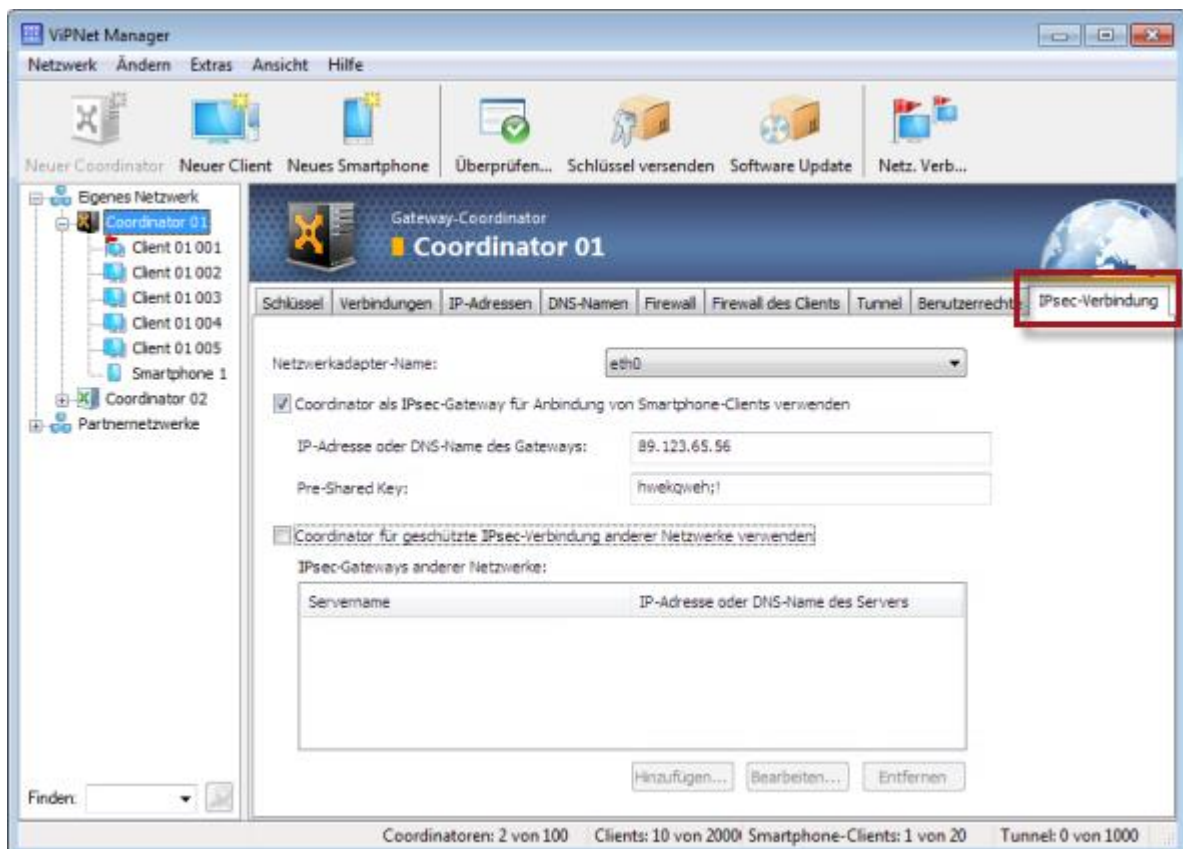 ViPNet Manager
Netzwerk Ändern Extras Ansicht Hilfe
Neuer Coordinator Neuer Client Neues Smartphone Überprüfen... Schlüssel versenden Software Update Netz. Verb...
Eigenes Netzwerk
Coordinator 01
Client 01 001
Client 01 002
Client 01 003
Client 01 004
Client 01 005
Smartphone 1
Coordinator 02
Partnernetzwerke
Finden:
Gateway-Coordinator
Coordinator 01
Schlüssel Verbindungen IP-Adressen DNS-Namen Firewall Firewall des Clients Tunnel Benutzerrechte IPsec-Verbindung
Netzwerkadapter-Name: eth0
Coordinator als IPsec-Gateway für Anbindung von Smartphone-Clients verwenden
IP-Adresse oder DNS-Name des Gateways: 89.123.65.56
Pre-Shared Key: hwekqweh;!
Coordinator für geschützte IPsec-Verbindung anderer Netzwerke verwenden
IPsec-Gateways anderer Netzwerke:
Servername IP-Adresse oder DNS-Name des Servers
Hinzufügen... Bearbeiten... Entfernen
Coordinatoren: 2 von 100 Clients: 10 von 2000 Smartphone-Clients: 1 von 20 Tunnel: 0 von 1000